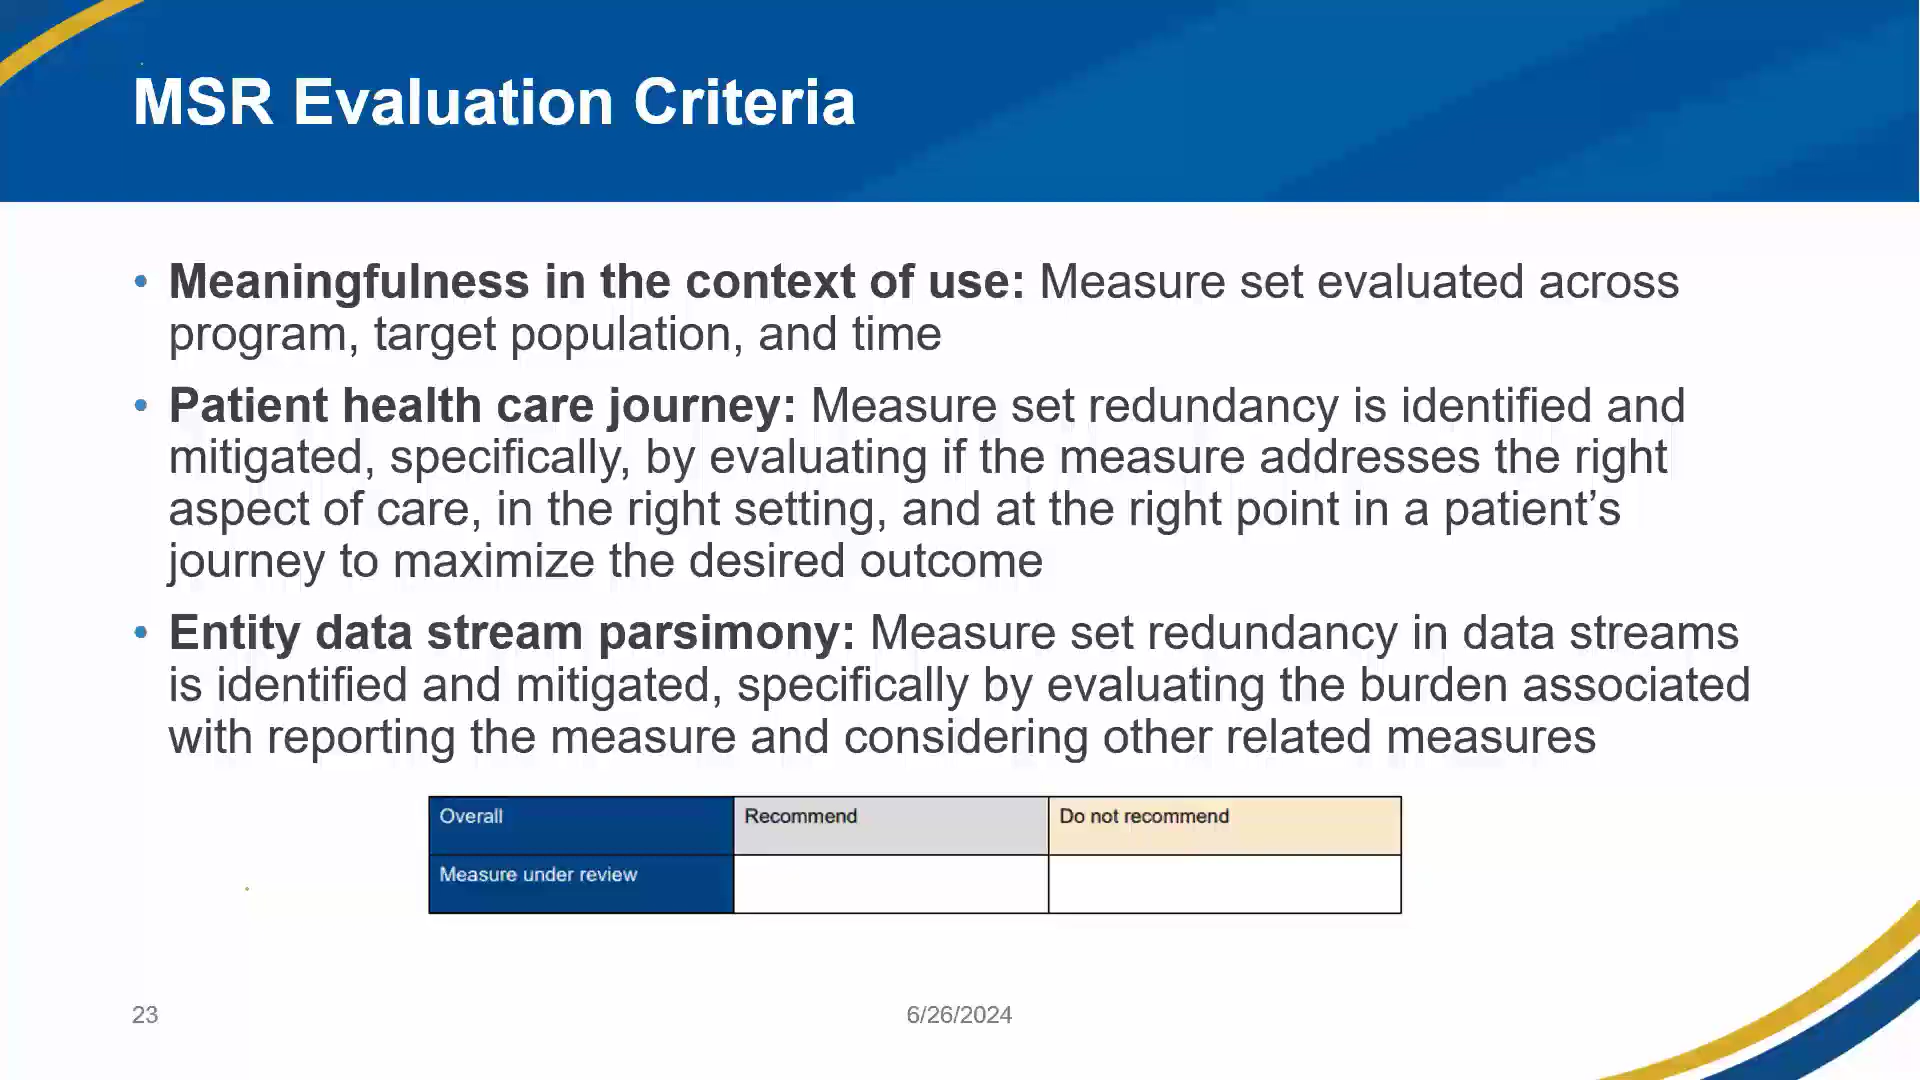 MSR Evaluation Criteria
• Meaningfulness in the context of use: Measure set evaluated across
program, target population, and time
• Patient health care journey: Measure set redundancy is identified and
mitigated, specifically, by evaluating if the measure addresses the right
aspect of care, in the right setting, and at the right point in a patient’s
journey to maximize the desired outcome
• Entity data stream parsimony: Measure set redundancy in data streams
is identified and mitigated, specifically by evaluating the burden associated
with reporting the measure and considering other related measures
Overall Recommend Do not recommend
Measure under review
23 6/26/2024